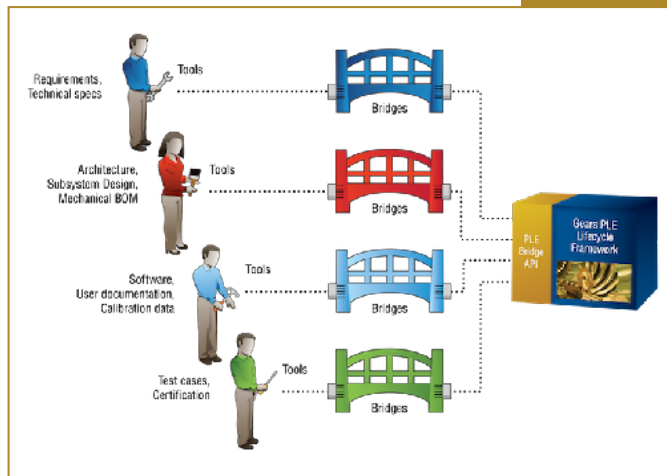 Requirements,
Technical specs
Tools
Bridges
Architecture,
Subsystem Design,
Mechanical BOM
Tools
Bridges
PLE
Bridge
API
Gears PLE
Lifecycle
Framework
Software,
User documentation,
Calibration data
Tools
Bridges
Test cases,
Certification
Tools
Bridges